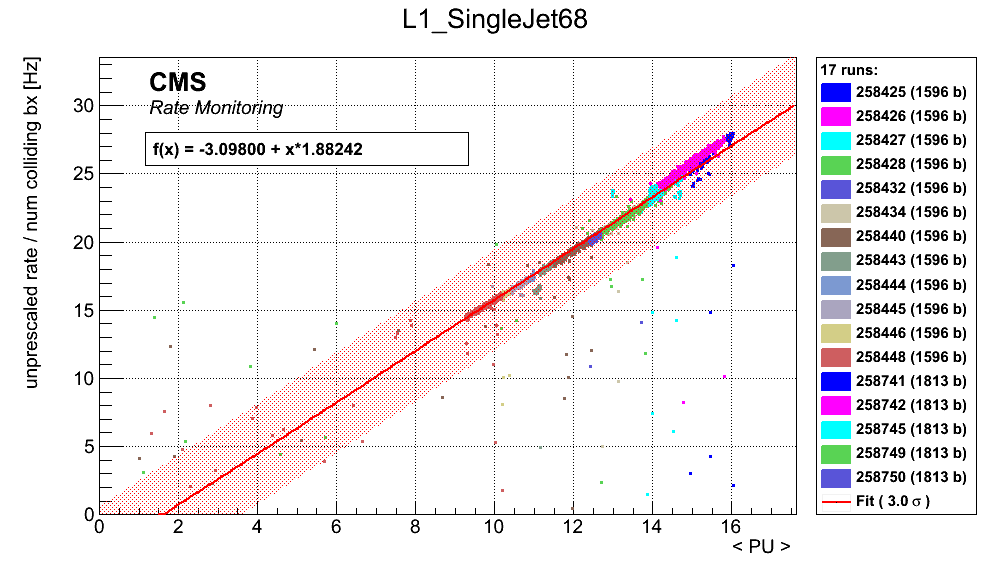 L1_SingleJet68
unprescaled rate / num colliding bx [Hz]
CMS
Rate Monitoring
f(x) = -3.09800 + x*1.88242
30
25
20
15
10
5
0
0 2 4 6 8 10 12 14 16
< PU >
17 runs:
258425 (1596 b)
258426 (1596 b)
258427 (1596 b)
258428 (1596 b)
258432 (1596 b)
258434 (1596 b)
258440 (1596 b)
258443 (1596 b)
258444 (1596 b)
258445 (1596 b)
258446 (1596 b)
258448 (1596 b)
258741 (1813 b)
258742 (1813 b)
258745 (1813 b)
258749 (1813 b)
258750 (1813 b)
Fit ( 3.0 σ )